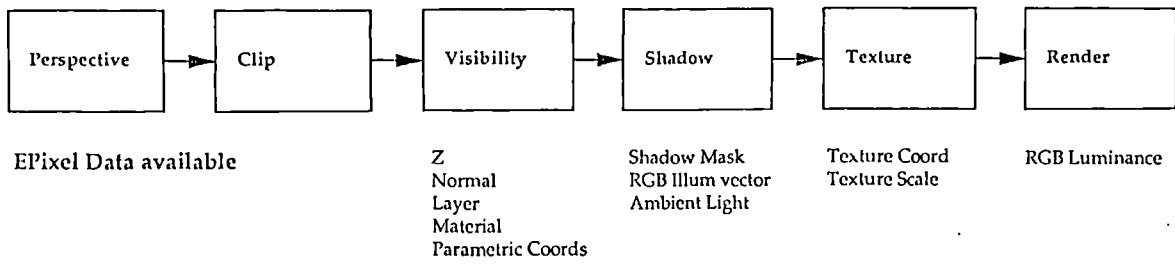 Perspective
Clip
Visibility
Shadow
Texture
Render
EPixel Data available
Z
Normal
Layer
Material
Parametric Coords
Shadow Mask
RGB Illum vector
Ambient Light
Texture Coord
Texture Scale
RGB Luminance